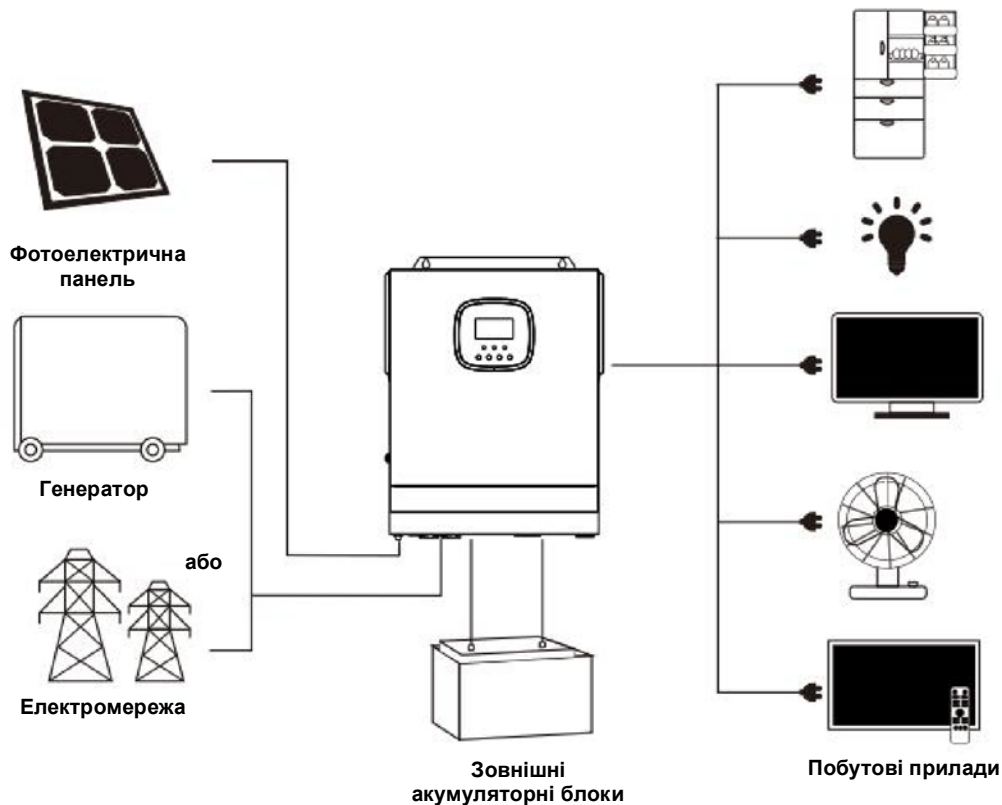 Фотоелектрична
панель
Генератор
або
Електромережа
Зовнішні
акумуляторні блоки
Побутові прилади